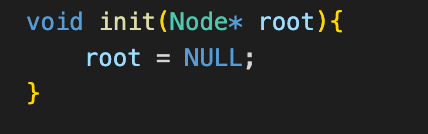 void init(Node* root){
    root = NULL;
}